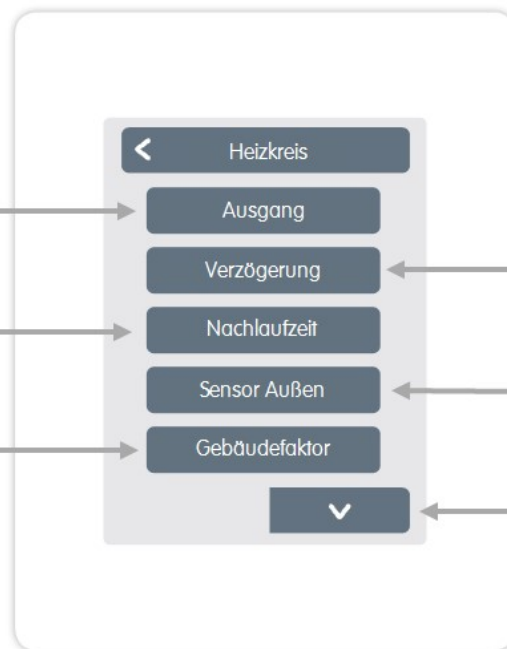 Heizkreis
Ausgang
Verzögerung
Nachlaufzeit
Sensor Außen
Gebäudefaktor